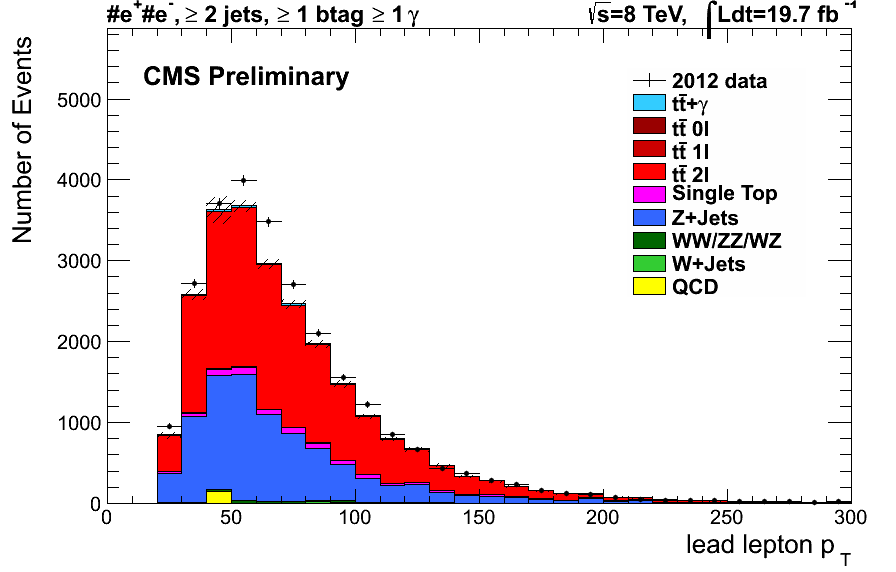 #e⁺#e⁻, ≥ 2 jets, ≥ 1 btag ≥ 1 γ
√s=8 TeV, ∫Ldt=19.7 fb⁻¹
CMS Preliminary
2012 data
tt̄+γ
tt̄ 0l
tt̄ 1l
tt̄ 2l
Single Top
Z+Jets
WW/ZZ/WZ
W+Jets
QCD
Number of Events
5000
4000
3000
2000
1000
0
0 50 100 150 200 250 300
lead lepton p_T